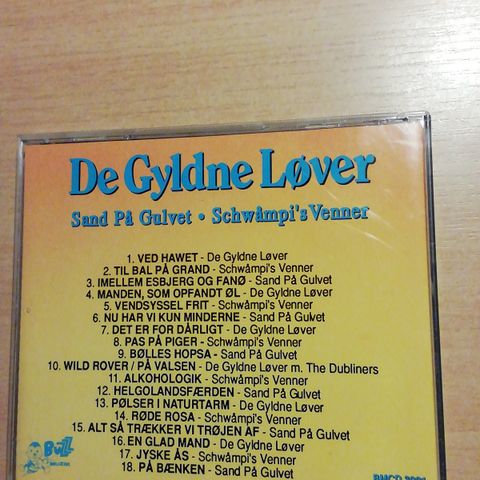 De Gyldne Løver
Sand På Gulvet • Schwåmpi's Venner
1. VED HAWET - De Gyldne Løver
2. TIL BAL PÅ GRAND - Schwåmpi's Venner
3. IMELLEM ESBJERG OG FANØ - Sand På Gulvet
4. MANDEN, SOM OPFANDT ØL - De Gyldne Løver
5. VENDSYSSEL FRIT - Schwåmpi's Venner
6. NU HAR VI KUN MINDERNE - Sand På Gulvet
7. DET ER FOR DÅRLIGT - De Gyldne Løver
8. PAS PÅ PIGER - Schwåmpi's Venner
9. BØLLES HOPSA - Sand På Gulvet
10. WILD ROVER / PÅ VALSEN - De Gyldne Løver m. The Dubliners
11. ALKOHOLOGIK - Schwåmpi's Venner
12. HELGOLANDSFÆRDEN - Sand På Gulvet
13. PØLSER I NATURTARM - De Gyldne Løver
14. RØDE ROSA - Schwåmpi's Venner
15. ALT SÅ TRÆKKER VI TRØJEN AF - Sand På Gulvet
16. EN GLAD MAND - De Gyldne Løver
17. JYSKE ÅS - Schwåmpi's Venner
18. PÅ BÆNKEN - Sand På Gulvet
BUZZ